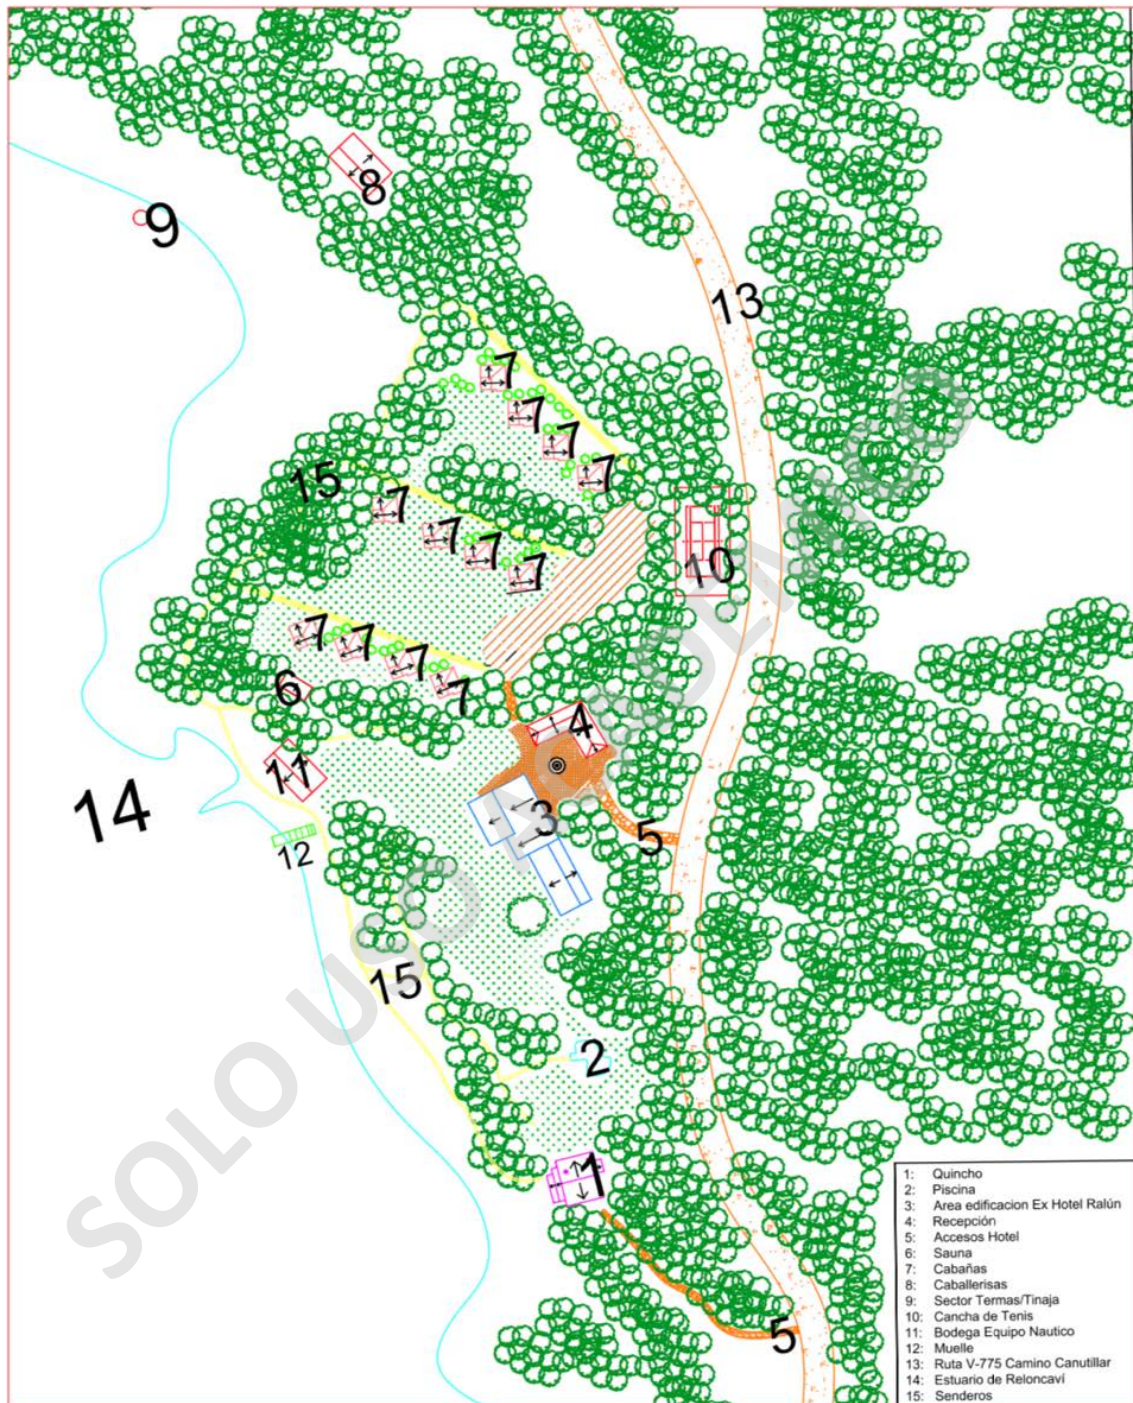 8
9
13
7
7
7
7
15
7
7
7
7
10
7
7
7
7
6
4
11
14
3
5
12
15
2
1
5
SOLO USO ACADEMICO
1: Quincho
2: Piscina
3: Area edificacion Ex Hotel Ralún
4: Recepción
5: Accesos Hotel
6: Sauna
7: Cabañas
8: Caballerisas
9: Sector Termas/Tinaja
10: Cancha de Tenis
11: Bodega Equipo Nautico
12: Muelle
13: Ruta V-775 Camino Canutillar
14: Estuario de Reloncaví
15: Senderos